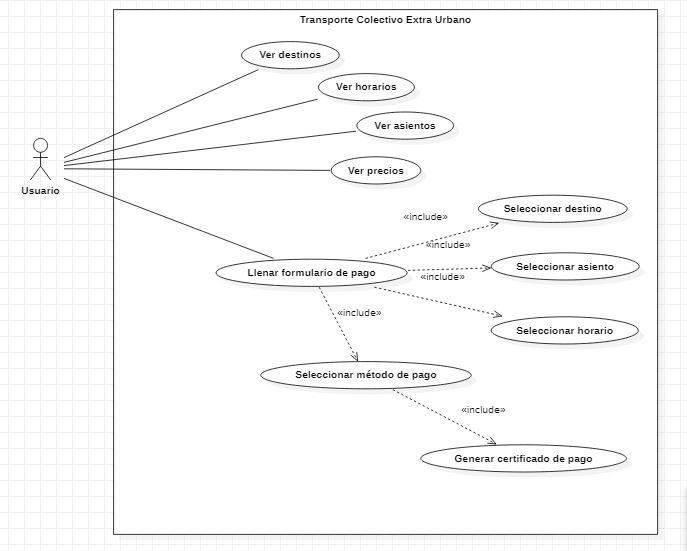 Transporte Colectivo Extra Urbano
Ver destinos
Ver horarios
Ver asientos
Ver precios
Usuario
Seleccionar destino
«include»
«include»
Llenar formulario de pago
Seleccionar asiento
«include»
«include»
Seleccionar horario
Seleccionar método de pago
«include»
Generar certificado de pago